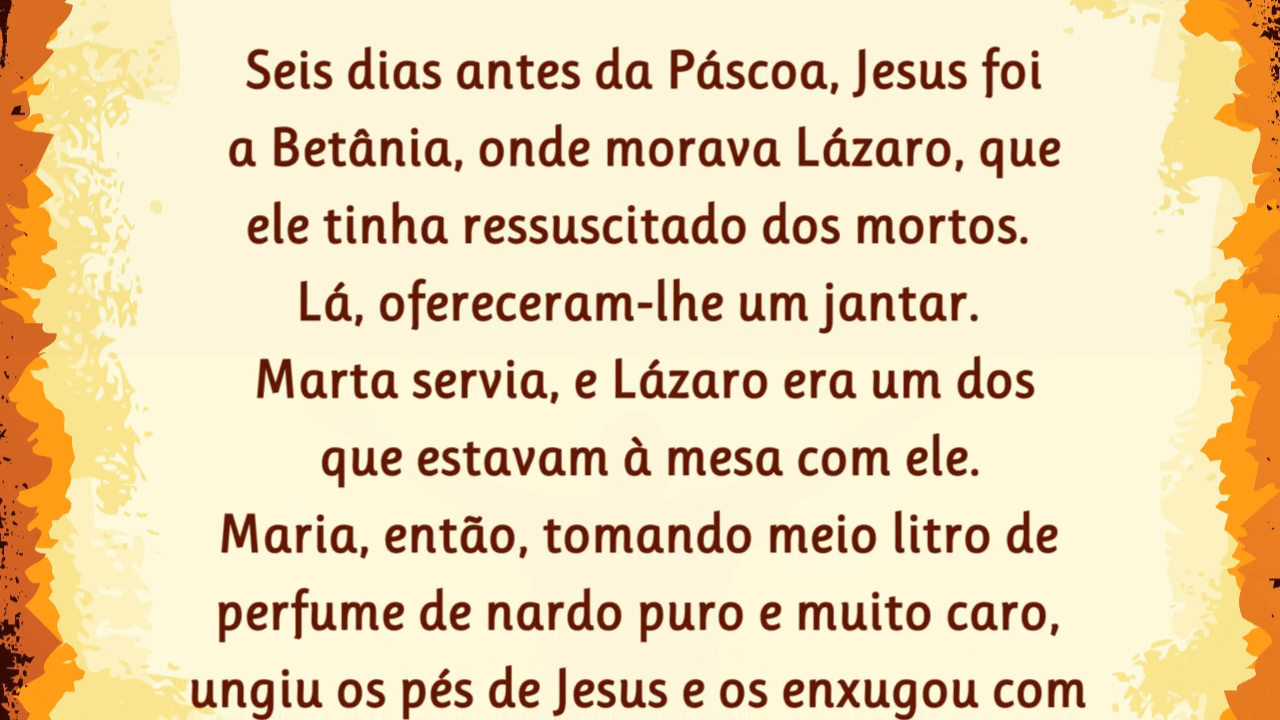 Seis dias antes da Páscoa, Jesus foi
a Betânia, onde morava Lázaro, que
ele tinha ressuscitado dos mortos.
Lá, ofereceram-lhe um jantar.
Marta servia, e Lázaro era um dos
que estavam à mesa com ele.
Maria, então, tomando meio litro de
perfume de nardo puro e muito caro,
ungiu os pés de Jesus e os enxugou com